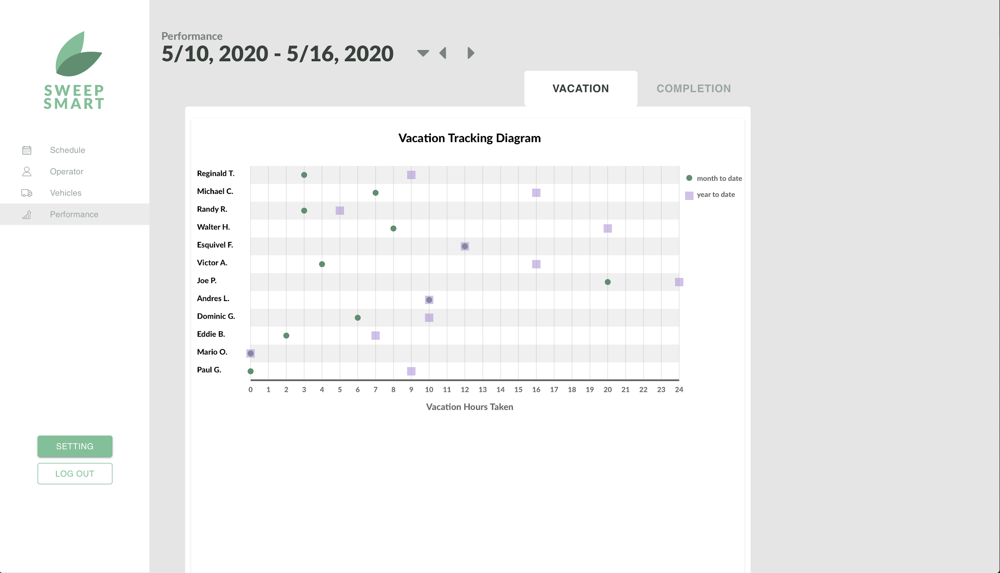 SWEEP
SMART
Schedule
Operator
Vehicles
Performance
SETTING
LOG OUT
Performance
5/10, 2020 - 5/16, 2020
VACATION
COMPLETION
Vacation Tracking Diagram
Reginald T.
Michael C.
Randy R.
Walter H.
Esquivel F.
Victor A.
Joe P.
Andres L.
Dominic G.
Eddie B.
Mario O.
Paul G.
month to date
year to date
0 1 2 3 4 5 6 7 8 9 10 11 12 13 14 15 16 17 18 19 20 21 22 23 24
Vacation Hours Taken